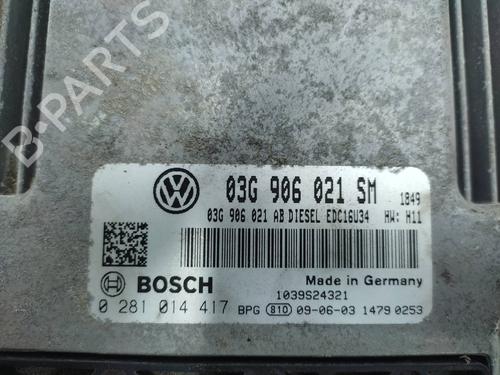 B-PARTS
03G 906 021 SM 1849
03G 906 021 AB DIESEL EDC16U34 HW: H11
BOSCH
Made in Germany
1039S24321
0 281 014 417 BPG 810 09-06-03 1479 0253